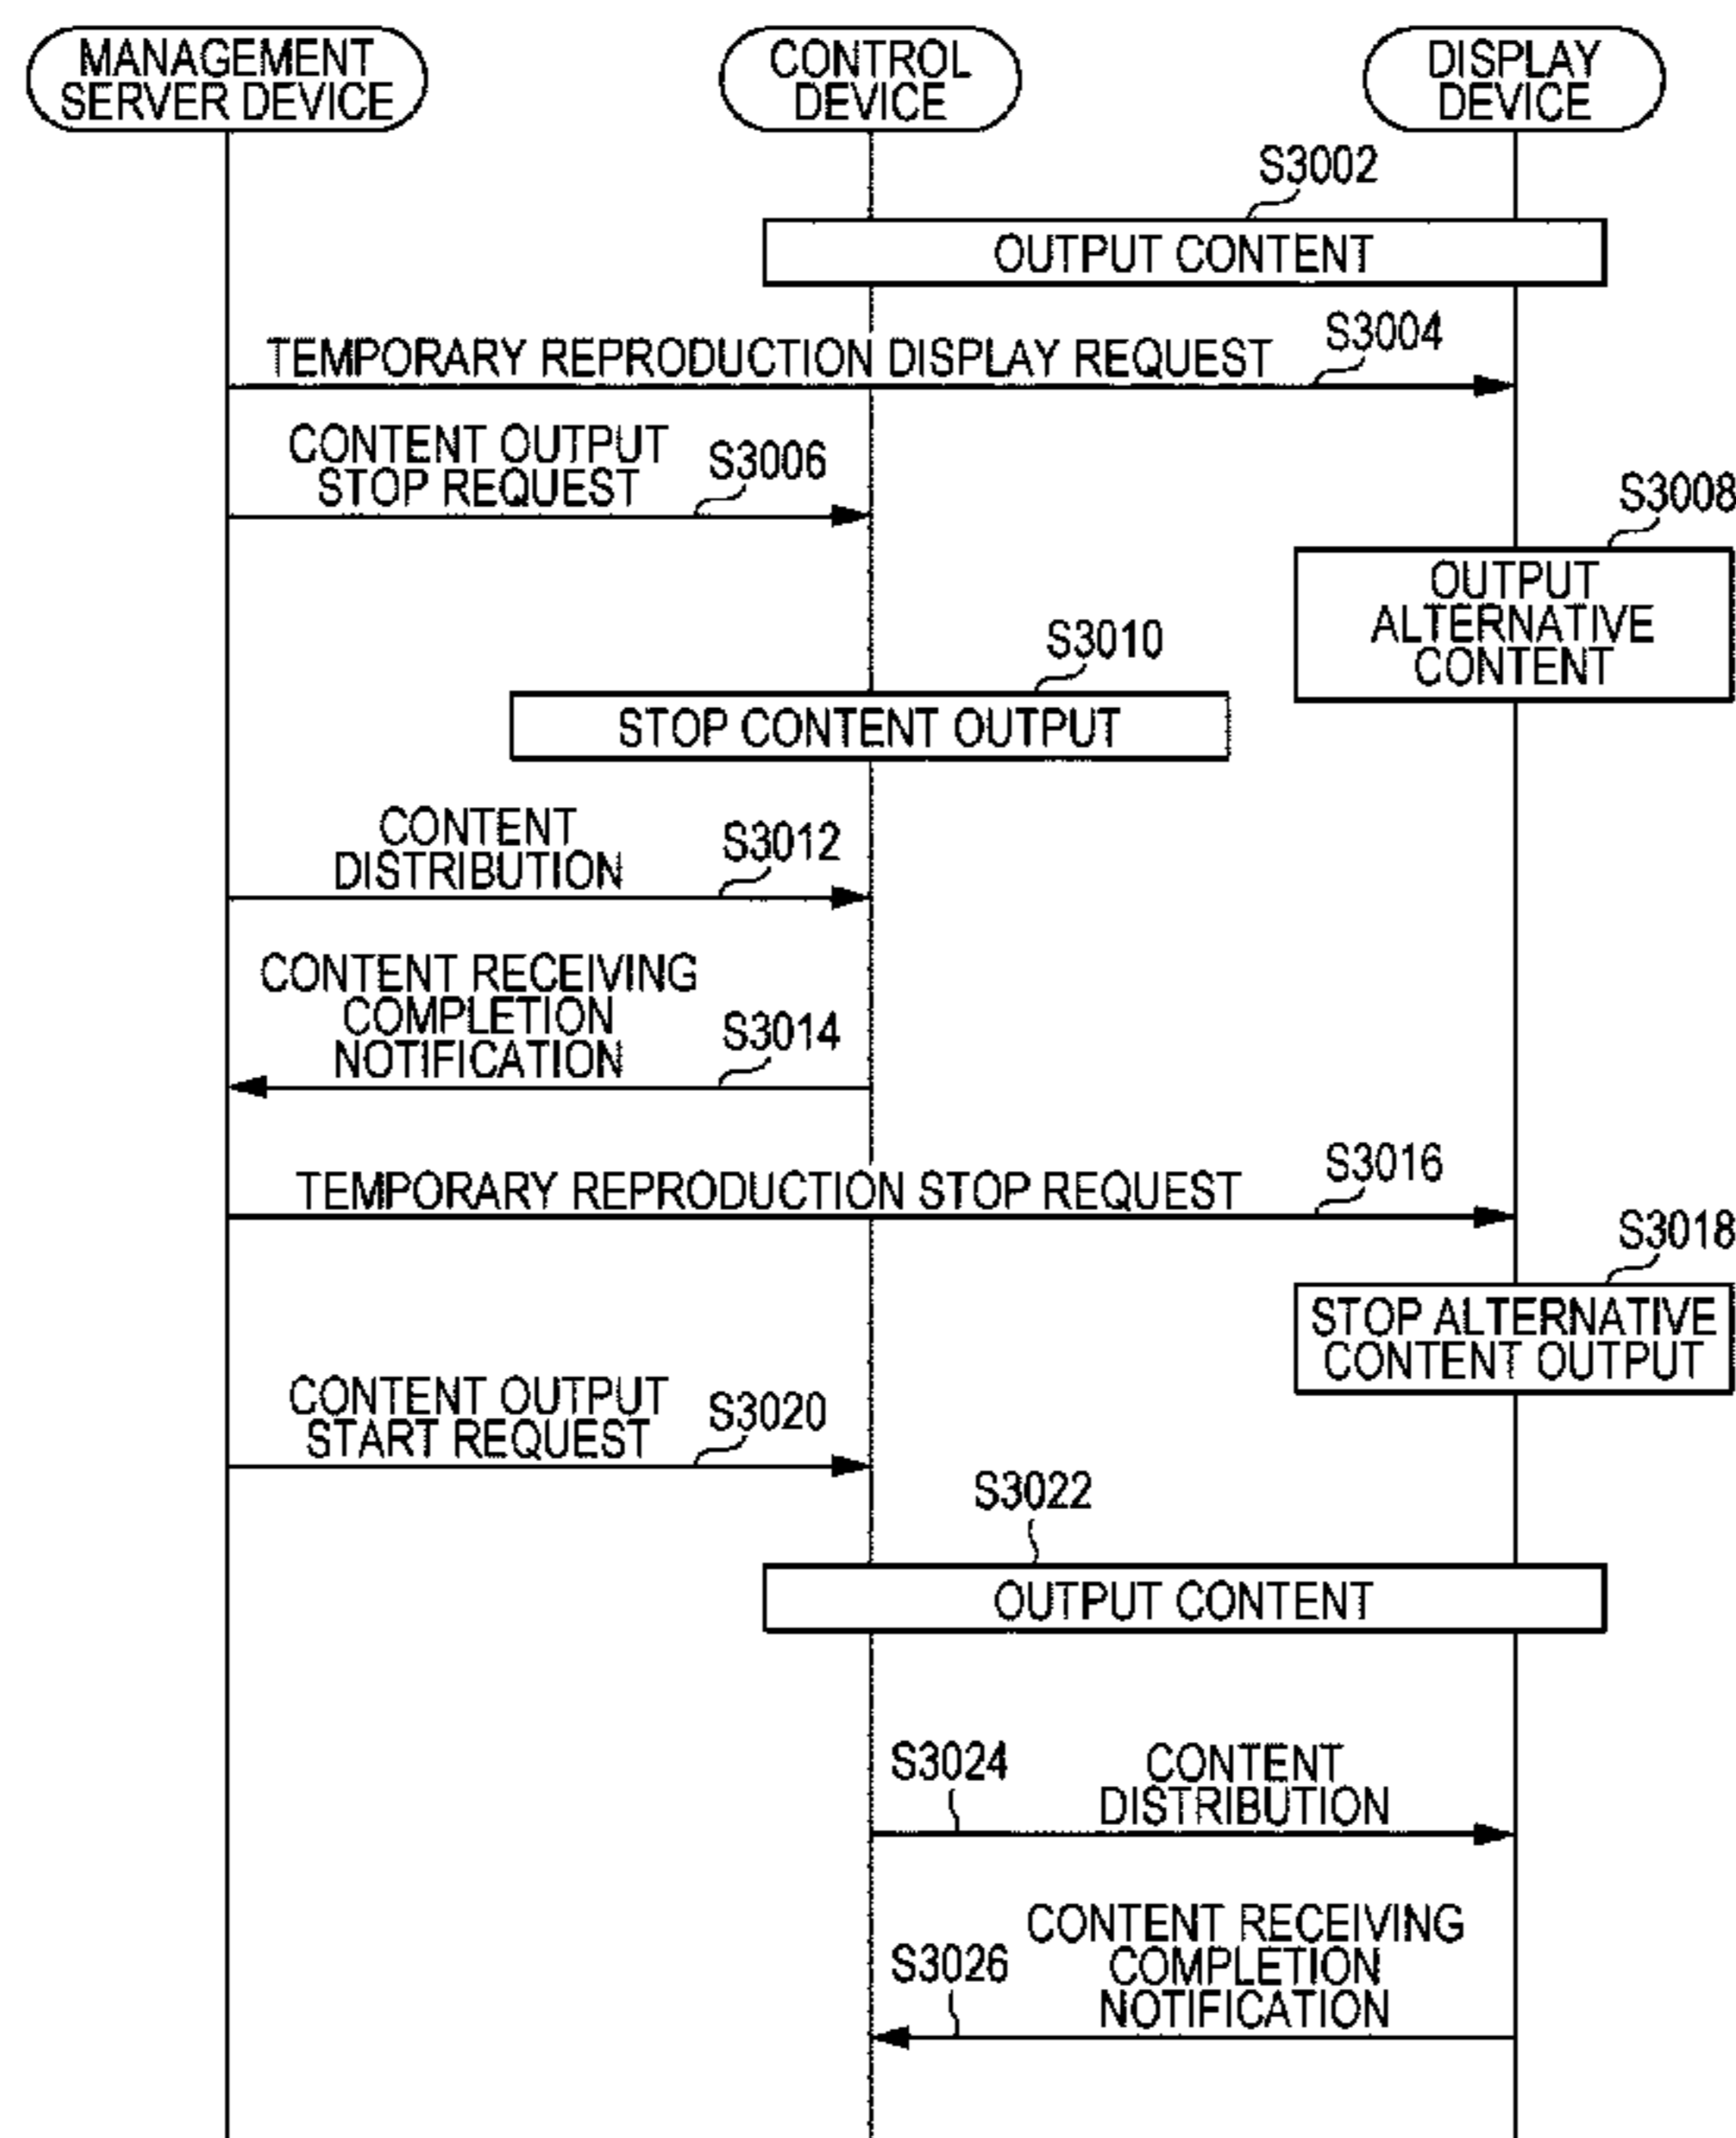 MANAGEMENT
SERVER DEVICE
CONTROL
DEVICE
DISPLAY
DEVICE
S3002
OUTPUT CONTENT
S3004
TEMPORARY REPRODUCTION DISPLAY REQUEST
CONTENT OUTPUT
STOP REQUEST
S3006
S3008
OUTPUT
ALTERNATIVE
CONTENT
S3010
STOP CONTENT OUTPUT
CONTENT
DISTRIBUTION
S3012
CONTENT RECEIVING
COMPLETION
NOTIFICATION
S3014
S3016
TEMPORARY REPRODUCTION STOP REQUEST
S3018
STOP ALTERNATIVE
CONTENT OUTPUT
CONTENT OUTPUT
START REQUEST
S3020
S3022
OUTPUT CONTENT
S3024
CONTENT
DISTRIBUTION
CONTENT RECEIVING
COMPLETION
NOTIFICATION
S3026